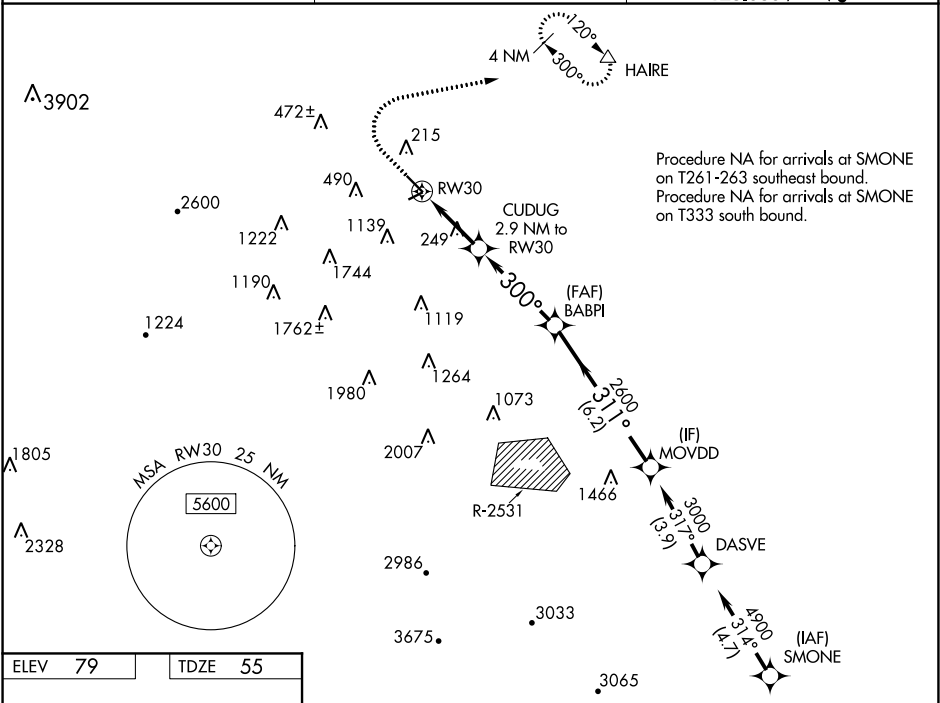 120°
300°
4 NM
HAIRE
3902
472±
215
Procedure NA for arrivals at SMONE
on T261-263 southeast bound.
Procedure NA for arrivals at SMONE
on T333 south bound.
490
RW30
2600
CUDUG
2.9 NM to
RW30
1222
1139
249
1744
1190
300°
(FAF)
BABPI
1762±
1119
1224
1264
1980
2600
311°
(6.2)
1073
(IF)
MOVDD
2007
1805
MSA RW30 25 NM
5600
1466
R-2531
3000
317°
(3.9)
2328
DASVE
2986
4900
314°
(4.7)
3033
(IAF)
SMONE
3675
3065
ELEV 79
TDZE 55